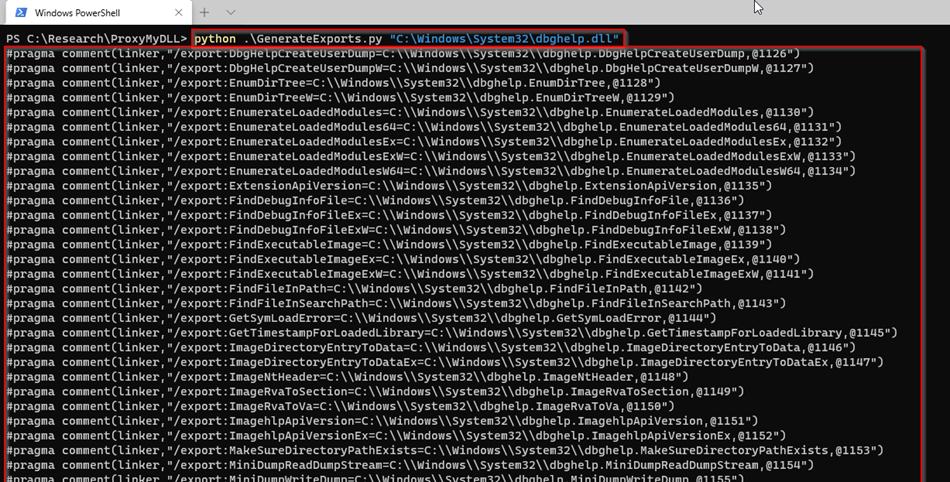 Windows PowerShell
PS C:\Research\ProxyMyDLL> python .\GenerateExports.py "C:\Windows\System32\dbghelp.dll"
#pragma comment(linker,"/export:DbgHelpCreateUserDump=C:\\Windows\\System32\\dbghelp.DbgHelpCreateUserDump,@1126")
#pragma comment(linker,"/export:DbgHelpCreateUserDumpW=C:\\Windows\\System32\\dbghelp.DbgHelpCreateUserDumpW,@1127")
#pragma comment(linker,"/export:EnumDirTree=C:\\Windows\\System32\\dbghelp.EnumDirTree,@1128")
#pragma comment(linker,"/export:EnumDirTreeW=C:\\Windows\\System32\\dbghelp.EnumDirTreeW,@1129")
#pragma comment(linker,"/export:EnumerateLoadedModules=C:\\Windows\\System32\\dbghelp.EnumerateLoadedModules,@1130")
#pragma comment(linker,"/export:EnumerateLoadedModules64=C:\\Windows\\System32\\dbghelp.EnumerateLoadedModules64,@1131")
#pragma comment(linker,"/export:EnumerateLoadedModulesEx=C:\\Windows\\System32\\dbghelp.EnumerateLoadedModulesEx,@1132")
#pragma comment(linker,"/export:EnumerateLoadedModulesExW=C:\\Windows\\System32\\dbghelp.EnumerateLoadedModulesExW,@1133")
#pragma comment(linker,"/export:EnumerateLoadedModulesW64=C:\\Windows\\System32\\dbghelp.EnumerateLoadedModulesW64,@1134")
#pragma comment(linker,"/export:ExtensionApiVersion=C:\\Windows\\System32\\dbghelp.ExtensionApiVersion,@1135")
#pragma comment(linker,"/export:FindDebugInfoFile=C:\\Windows\\System32\\dbghelp.FindDebugInfoFile,@1136")
#pragma comment(linker,"/export:FindDebugInfoFileEx=C:\\Windows\\System32\\dbghelp.FindDebugInfoFileEx,@1137")
#pragma comment(linker,"/export:FindDebugInfoFileExW=C:\\Windows\\System32\\dbghelp.FindDebugInfoFileExW,@1138")
#pragma comment(linker,"/export:FindExecutableImage=C:\\Windows\\System32\\dbghelp.FindExecutableImage,@1139")
#pragma comment(linker,"/export:FindExecutableImageEx=C:\\Windows\\System32\\dbghelp.FindExecutableImageEx,@1140")
#pragma comment(linker,"/export:FindExecutableImageExW=C:\\Windows\\System32\\dbghelp.FindExecutableImageExW,@1141")
#pragma comment(linker,"/export:FindFileInPath=C:\\Windows\\System32\\dbghelp.FindFileInPath,@1142")
#pragma comment(linker,"/export:FindFileInSearchPath=C:\\Windows\\System32\\dbghelp.FindFileInSearchPath,@1143")
#pragma comment(linker,"/export:GetSymLoadError=C:\\Windows\\System32\\dbghelp.GetSymLoadError,@1144")
#pragma comment(linker,"/export:GetTimestampForLoadedLibrary=C:\\Windows\\System32\\dbghelp.GetTimestampForLoadedLibrary,@1145")
#pragma comment(linker,"/export:ImageDirectoryEntryToData=C:\\Windows\\System32\\dbghelp.ImageDirectoryEntryToData,@1146")
#pragma comment(linker,"/export:ImageDirectoryEntryToDataEx=C:\\Windows\\System32\\dbghelp.ImageDirectoryEntryToDataEx,@1147")
#pragma comment(linker,"/export:ImageNtHeader=C:\\Windows\\System32\\dbghelp.ImageNtHeader,@1148")
#pragma comment(linker,"/export:ImageRvaToSection=C:\\Windows\\System32\\dbghelp.ImageRvaToSection,@1149")
#pragma comment(linker,"/export:ImageRvaToVa=C:\\Windows\\System32\\dbghelp.ImageRvaToVa,@1150")
#pragma comment(linker,"/export:ImagehlpApiVersion=C:\\Windows\\System32\\dbghelp.ImagehlpApiVersion,@1151")
#pragma comment(linker,"/export:ImagehlpApiVersionEx=C:\\Windows\\System32\\dbghelp.ImagehlpApiVersionEx,@1152")
#pragma comment(linker,"/export:MakeSureDirectoryPathExists=C:\\Windows\\System32\\dbghelp.MakeSureDirectoryPathExists,@1153")
#pragma comment(linker,"/export:MiniDumpReadDumpStream=C:\\Windows\\System32\\dbghelp.MiniDumpReadDumpStream,@1154")
#pragma comment(linker,"/export:MiniDumpWriteDump=C:\\Windows\\System32\\dbghelp.MiniDumpWriteDump,@1155")